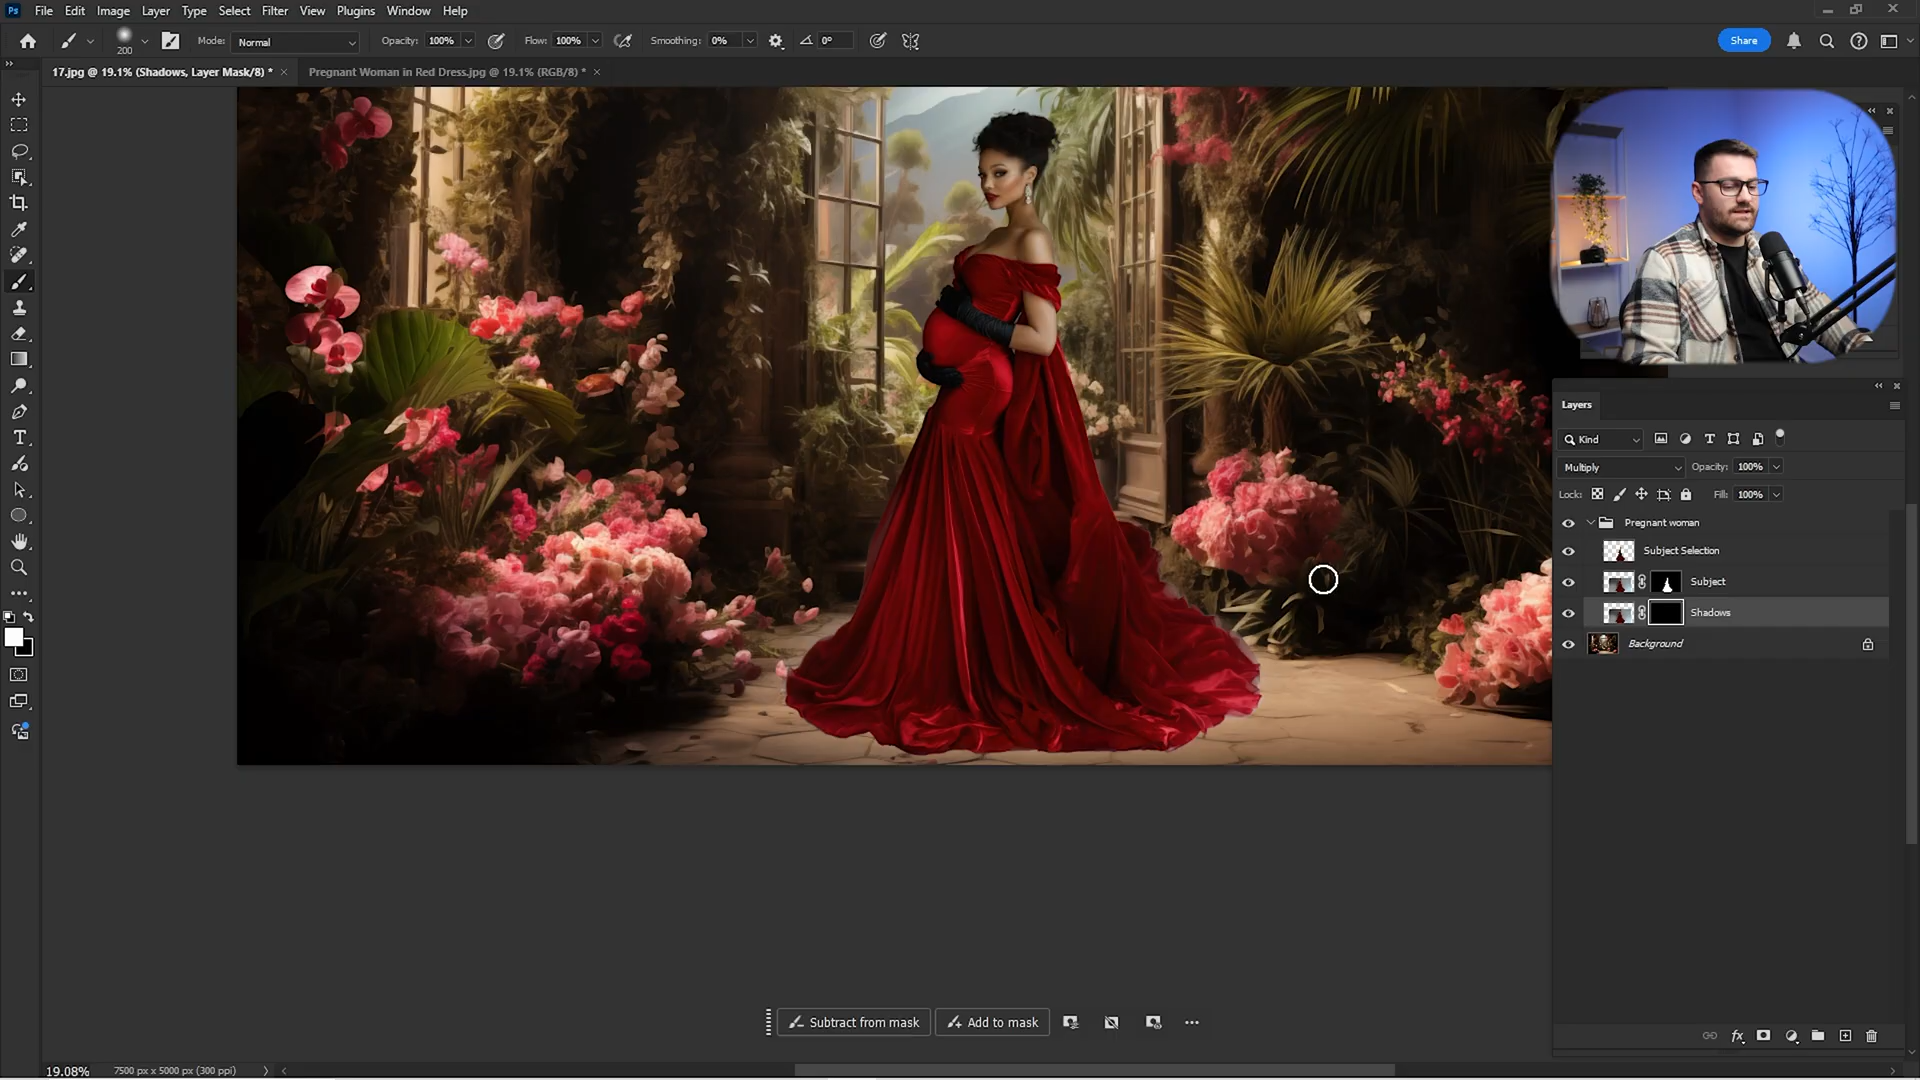 Ps File Edit Image Layer Type Select Filter View Plugins Window Help
200 Mode: Normal Opacity: 100% Flow: 100% Smoothing: 0% 0° Share
17.jpg @ 19.1% (Shadows, Layer Mask/8) * Pregnant Woman in Red Dress.jpg @ 19.1% (RGB/8) *
Layers
Kind
Multiply Opacity: 100%
Lock: Fill: 100%
Pregnant woman
Subject Selection
Subject
Shadows
Background
Subtract from mask Add to mask
fx
19.08% 7500 px x 5000 px (300 ppi)